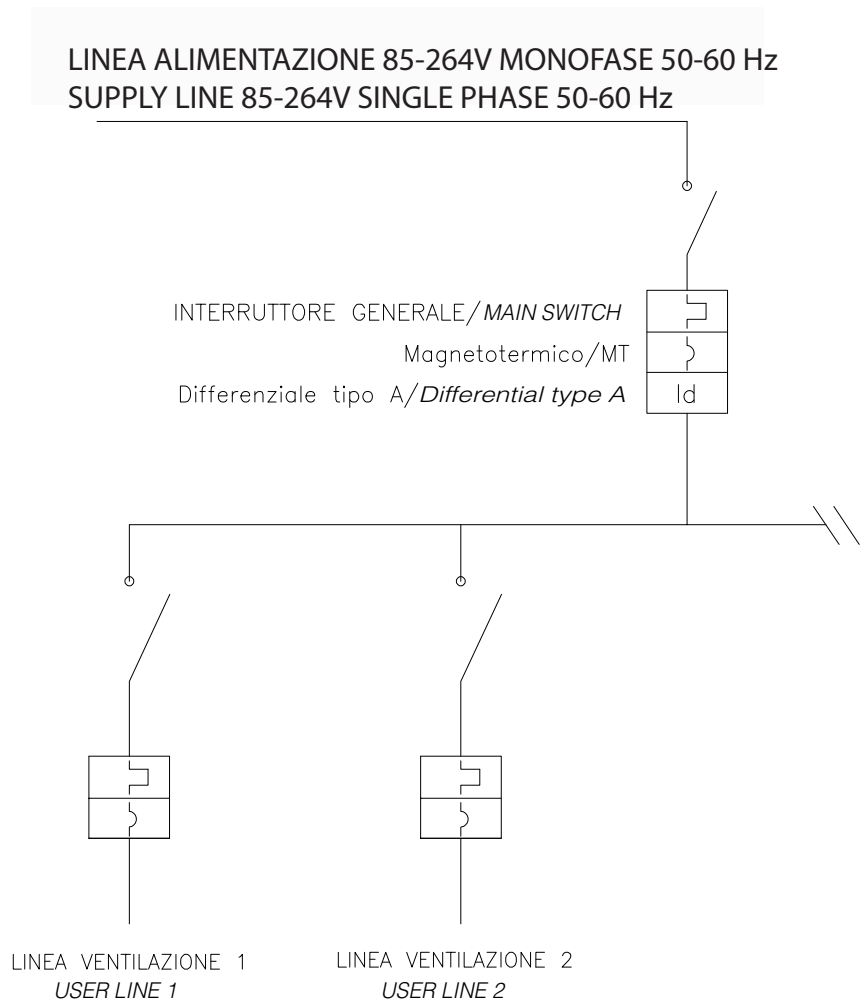 LINEA ALIMENTAZIONE 85-264V MONOFASE 50-60 Hz
SUPPLY LINE 85-264V SINGLE PHASE 50-60 Hz
INTERRUTTORE GENERALE/MAIN SWITCH
Magnetotermico/MT
Differenziale tipo A/Differential type A
Id
LINEA VENTILAZIONE 1
USER LINE 1
LINEA VENTILAZIONE 2
USER LINE 2